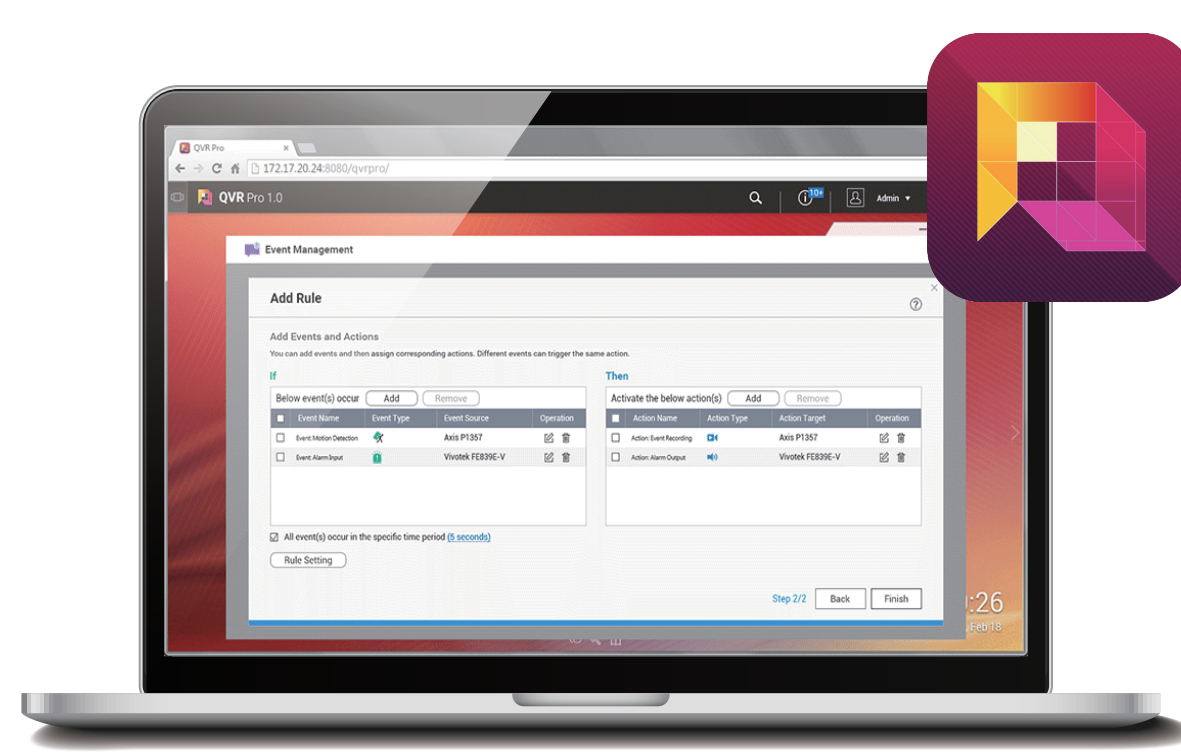 QVR Pro
172.17.20.24:8080/qvrpro/
QVR Pro 1.0
10+
Admin
Event Management
Add Rule
Add Events and Actions
You can add events and then assign corresponding actions. Different events can trigger the same action.
If
Below event(s) occur Add Remove
Event Name Event Type Event Source Operation
Event: Motion Detection Axis P1357
Event: Alarm Input Vivotek FE839E-V
Then
Activate the below action(s) Add Remove
Action Name Action Type Action Target Operation
Action: Event Recording Axis P1357
Action: Alarm Output Vivotek FE839E-V
All event(s) occur in the specific time period (5 seconds)
Rule Setting
Step 2/2 Back Finish
:26
Feb 18